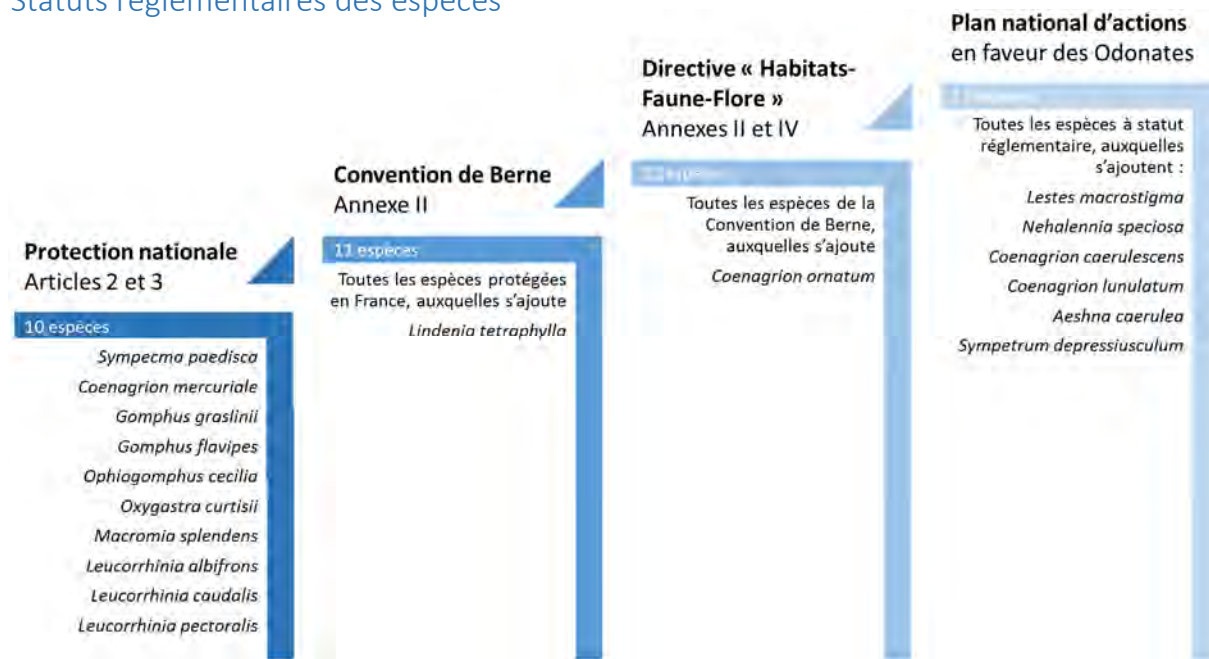 Statuts réglementaires des espèces
Protection nationale
Articles 2 et 3
10 espèces
Sympecma paedisca
Coenagrion mercuriale
Gomphus graslinii
Gomphus flavipes
Ophiogomphus cecilia
Oxygastra curtisii
Macromia splendens
Leucorrhinia albifrons
Leucorrhinia caudalis
Leucorrhinia pectoralis
Convention de Berne
Annexe II
11 espèces
Toutes les espèces protégées
en France, auxquelles s’ajoute
Lindenia tetraphylla
Directive « Habitats-
Faune-Flore »
Annexes II et IV
espèces
Toutes les espèces de la
Convention de Berne,
auxquelles s’ajoute
Coenagrion ornatum
Plan national d’actions
en faveur des Odonates
Toutes les espèces à statut
réglementaire, auxquelles
s’ajoutent :
Lestes macrostigma
Nehalennia speciosa
Coenagrion caerulescens
Coenagrion lunulatum
Aeshna caerulea
Sympetrum depressiusculum